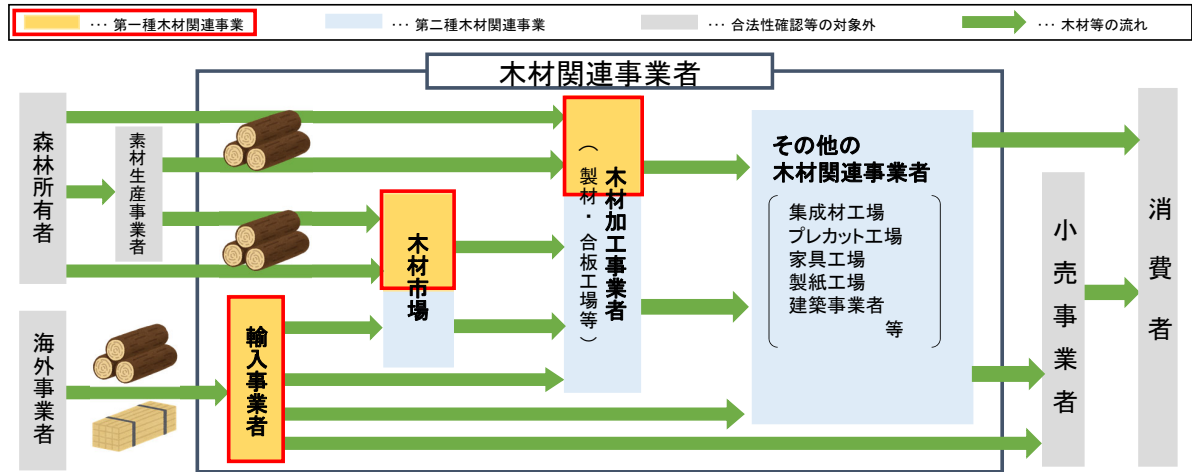 … 第一種木材関連事業
… 第二種木材関連事業
… 合法性確認等の対象外
… 木材等の流れ
木材関連事業者
森林所有者
素材生産事業者
海外事業者
輸入事業者
木材市場
木材加工事業者
（製材・合板工場等）
その他の
木材関連事業者
集成材工場
プレカット工場
家具工場
製紙工場
建築事業者
等
小売事業者
消費者